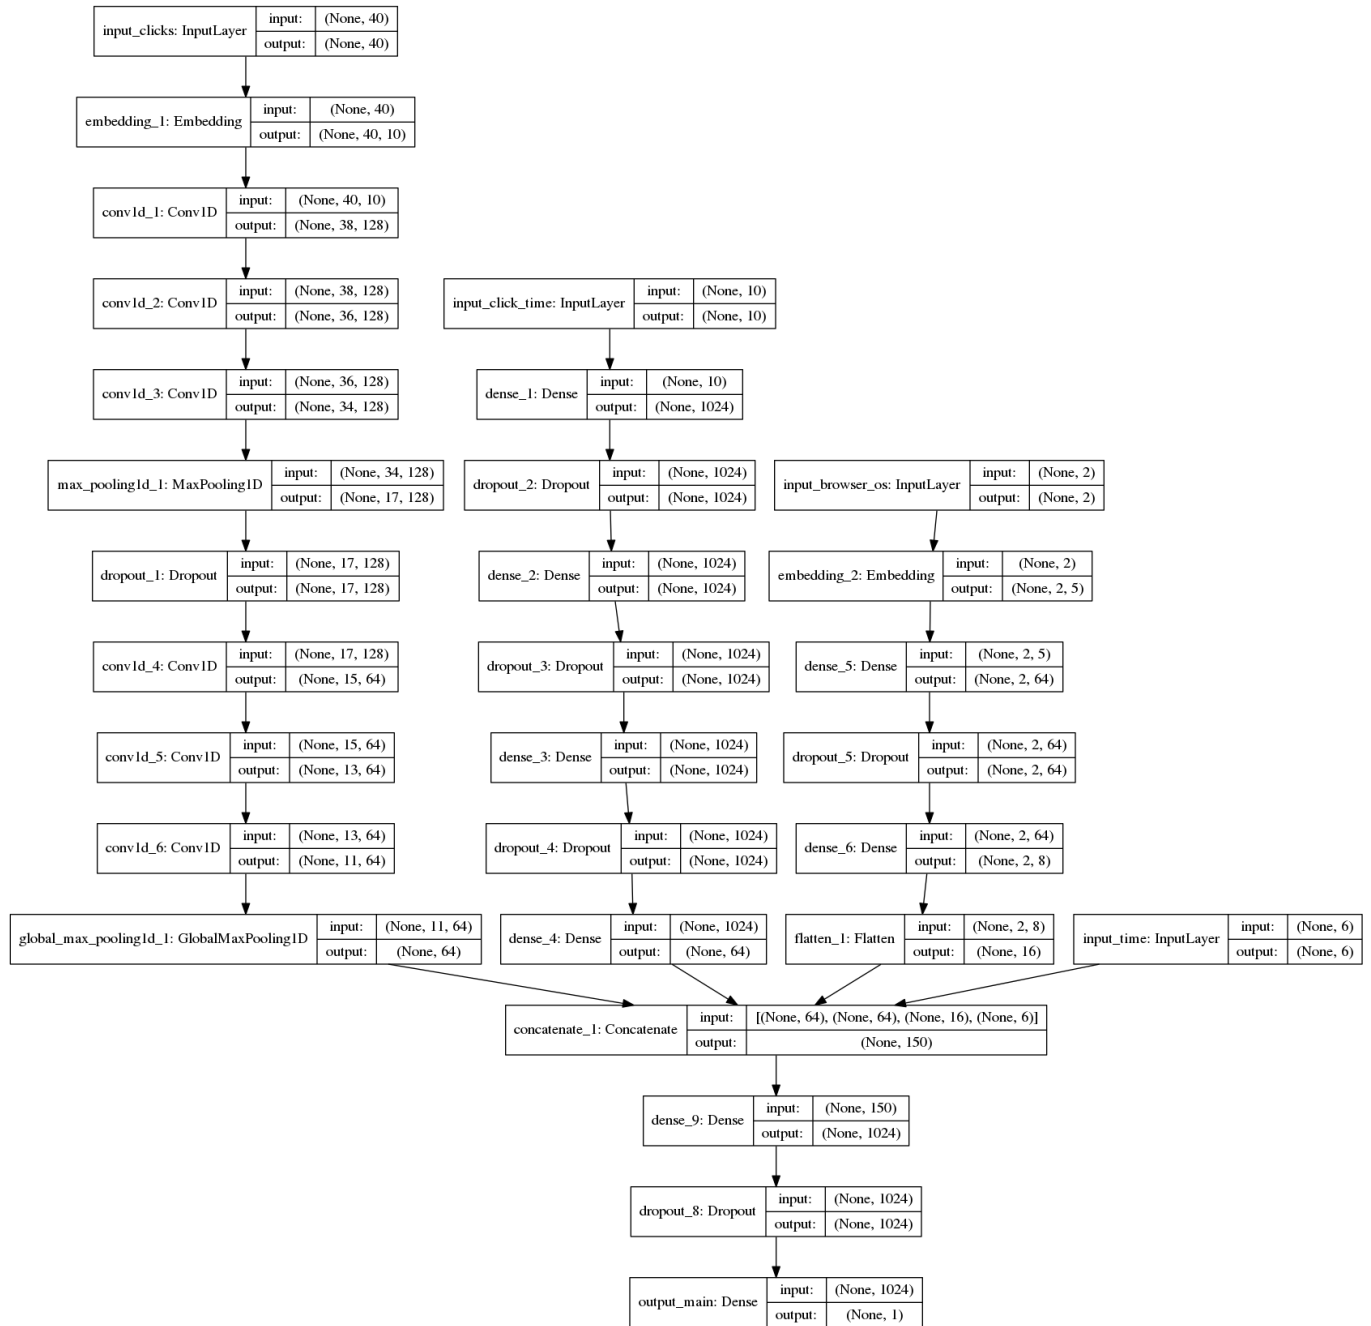 input_clicks: InputLayer
input: (None, 40)
output: (None, 40)
embedding_1: Embedding
input: (None, 40)
output: (None, 40, 10)
conv1d_1: Conv1D
input: (None, 40, 10)
output: (None, 38, 128)
conv1d_2: Conv1D
input: (None, 38, 128)
output: (None, 36, 128)
input_click_time: InputLayer
input: (None, 10)
output: (None, 10)
conv1d_3: Conv1D
input: (None, 36, 128)
output: (None, 34, 128)
dense_1: Dense
input: (None, 10)
output: (None, 1024)
max_pooling1d_1: MaxPooling1D
input: (None, 34, 128)
output: (None, 17, 128)
dropout_2: Dropout
input: (None, 1024)
output: (None, 1024)
input_browser_os: InputLayer
input: (None, 2)
output: (None, 2)
dropout_1: Dropout
input: (None, 17, 128)
output: (None, 17, 128)
dense_2: Dense
input: (None, 1024)
output: (None, 1024)
embedding_2: Embedding
input: (None, 2)
output: (None, 2, 5)
conv1d_4: Conv1D
input: (None, 17, 128)
output: (None, 15, 64)
dropout_3: Dropout
input: (None, 1024)
output: (None, 1024)
dense_5: Dense
input: (None, 2, 5)
output: (None, 2, 64)
conv1d_5: Conv1D
input: (None, 15, 64)
output: (None, 13, 64)
dense_3: Dense
input: (None, 1024)
output: (None, 1024)
dropout_5: Dropout
input: (None, 2, 64)
output: (None, 2, 64)
conv1d_6: Conv1D
input: (None, 13, 64)
output: (None, 11, 64)
dropout_4: Dropout
input: (None, 1024)
output: (None, 1024)
dense_6: Dense
input: (None, 2, 64)
output: (None, 2, 8)
global_max_pooling1d_1: GlobalMaxPooling1D
input: (None, 11, 64)
output: (None, 64)
dense_4: Dense
input: (None, 1024)
output: (None, 64)
flatten_1: Flatten
input: (None, 2, 8)
output: (None, 16)
input_time: InputLayer
input: (None, 6)
output: (None, 6)
concatenate_1: Concatenate
input: [(None, 64), (None, 64), (None, 16), (None, 6)]
output: (None, 150)
dense_9: Dense
input: (None, 150)
output: (None, 1024)
dropout_8: Dropout
input: (None, 1024)
output: (None, 1024)
output_main: Dense
input: (None, 1024)
output: (None, 1)